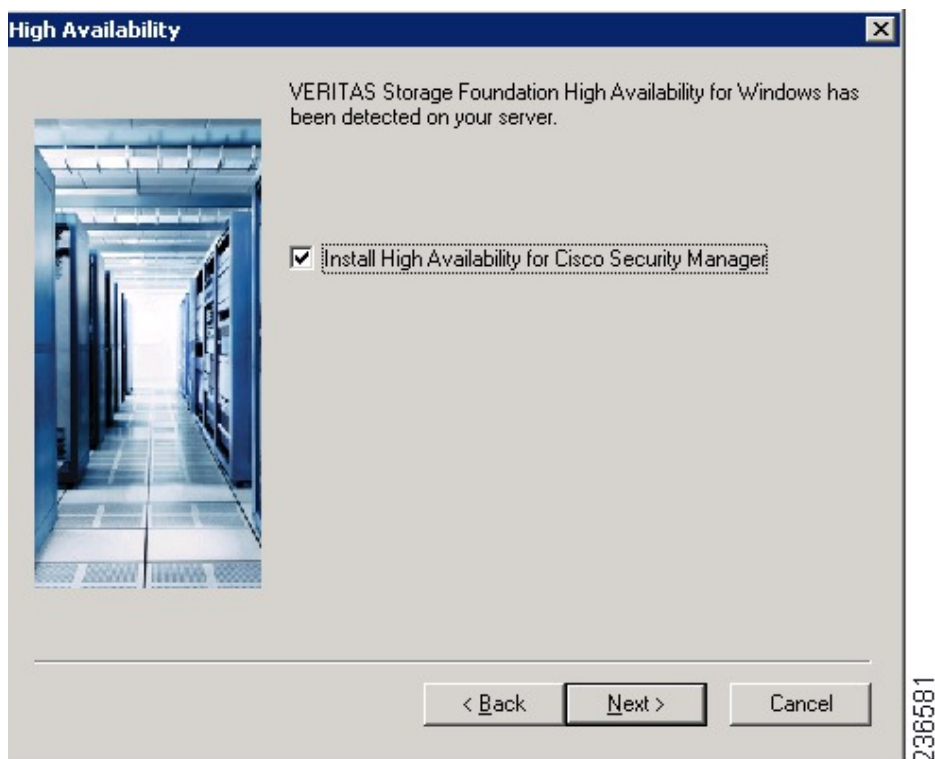 High Availability
VERITAS Storage Foundation High Availability for Windows has
been detected on your server.
Install High Availability for Cisco Security Manager
< Back
Next >
Cancel
236581